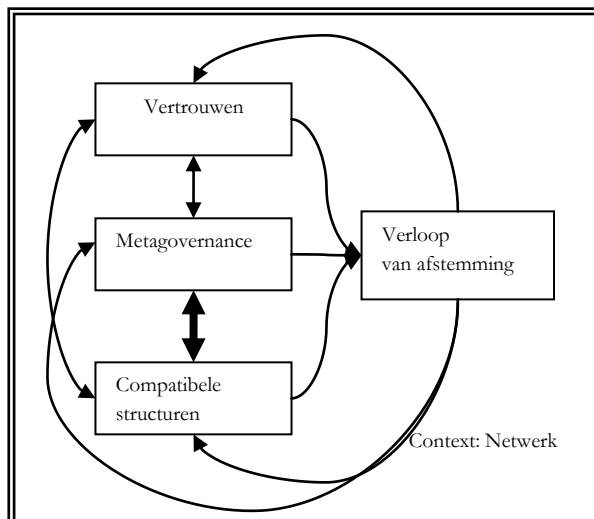 Vertrouwen
Metagovernance
Verloop
van afstemming
Compatibele
structuren
Context: Netwerk